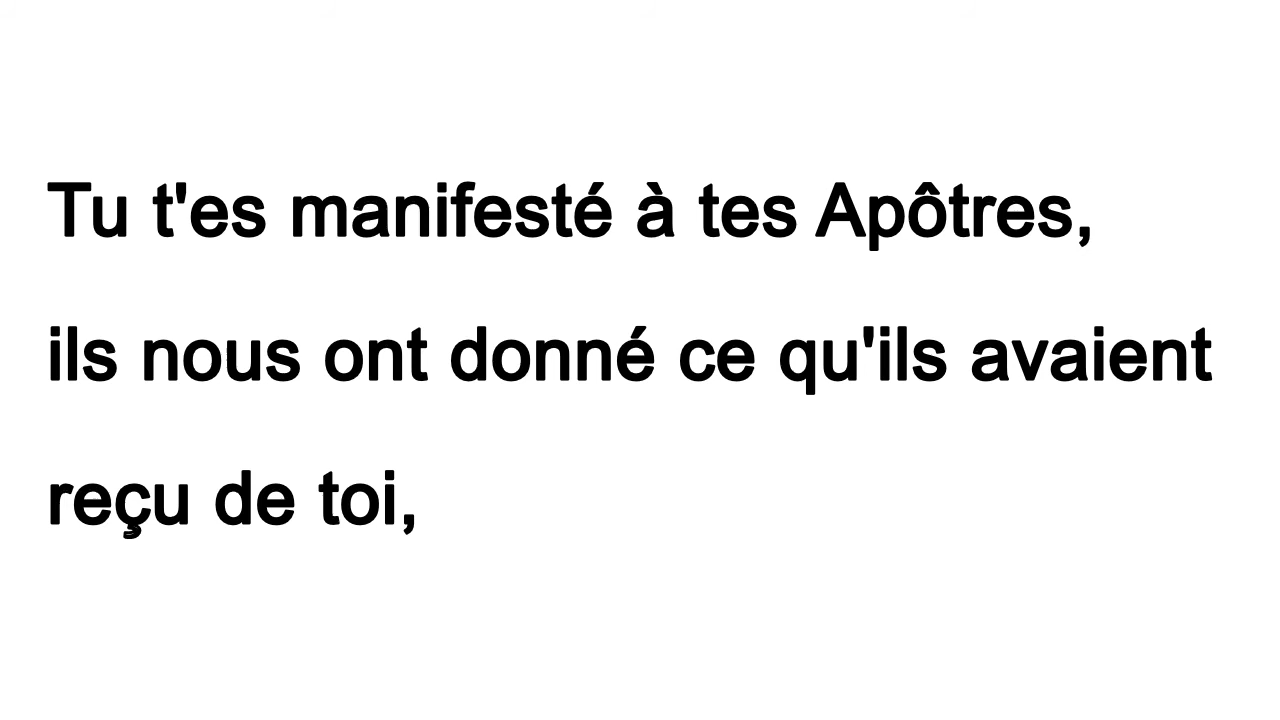 Tu t'es manifesté à tes Apôtres,
ils nous ont donné ce qu'ils avaient
reçu de toi,